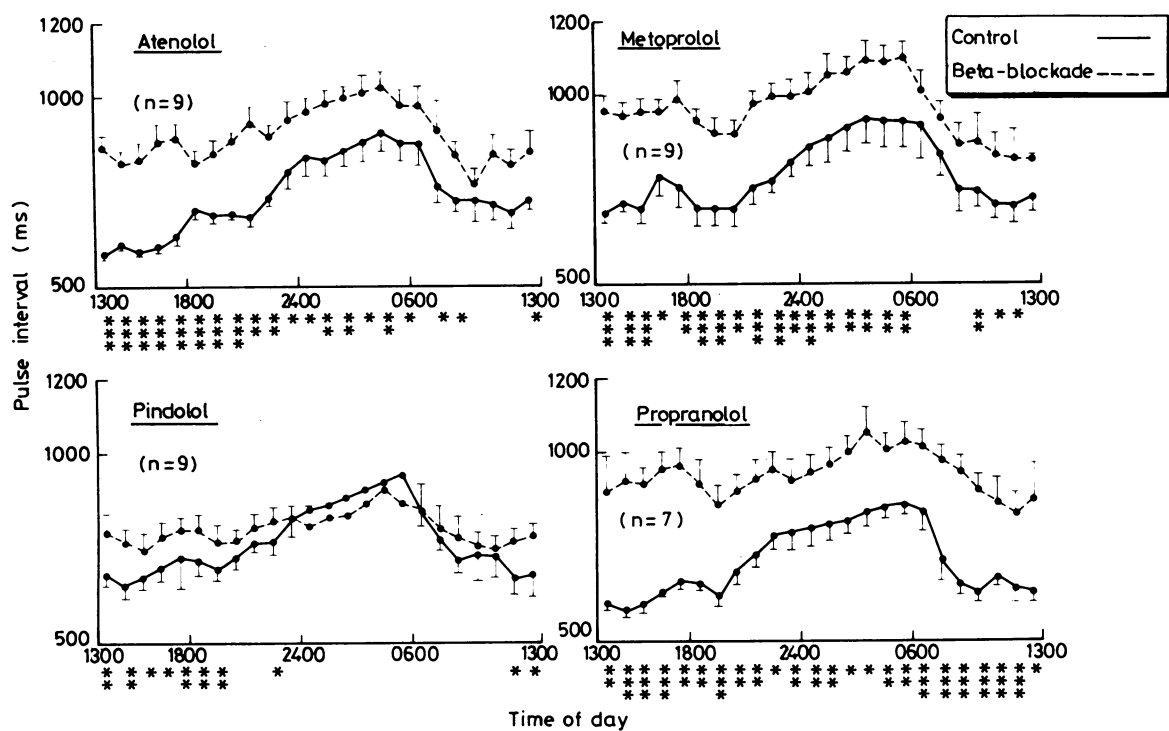 Pulse interval (ms)
1200
1000
500
Atenolol
(n=9)
1300
1800
2400
0600
1300
*** *** *** *** *** *** *** *** ** ** * * ** ** * ** * * * *
1200
1000
500
Metoprolol
(n=9)
1300
1800
2400
0600
1300
Control
Beta-blockade
1200
1000
500
Pindolol
(n=9)
1300
1800
2400
0600
1300
** ** * * ** ** ** * * *
1200
1000
500
Propranolol
(n=7)
1300
1800
2400
0600
1300
Time of day